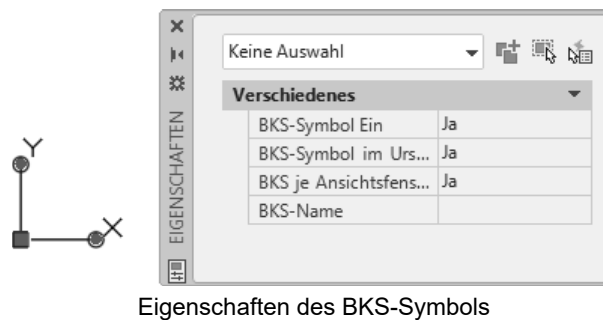 Keine Auswahl
Verschiedenes
BKS-Symbol Ein Ja
BKS-Symbol im Urs... Ja
BKS je Ansichtsfens... Ja
BKS-Name
EIGENSCHAFTEN
Y
X
Eigenschaften des BKS-Symbols